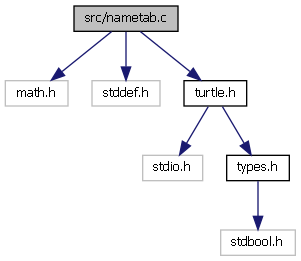 src/nametab.c
math.h
stddef.h
turtle.h
stdio.h
types.h
stdbool.h